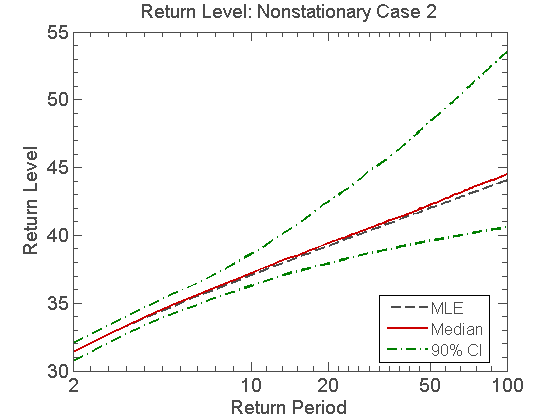 Return Level: Nonstationary Case 2
55
50
45
40
35
30
Return Level
2
10
20
50
100
Return Period
MLE
Median
90% CI